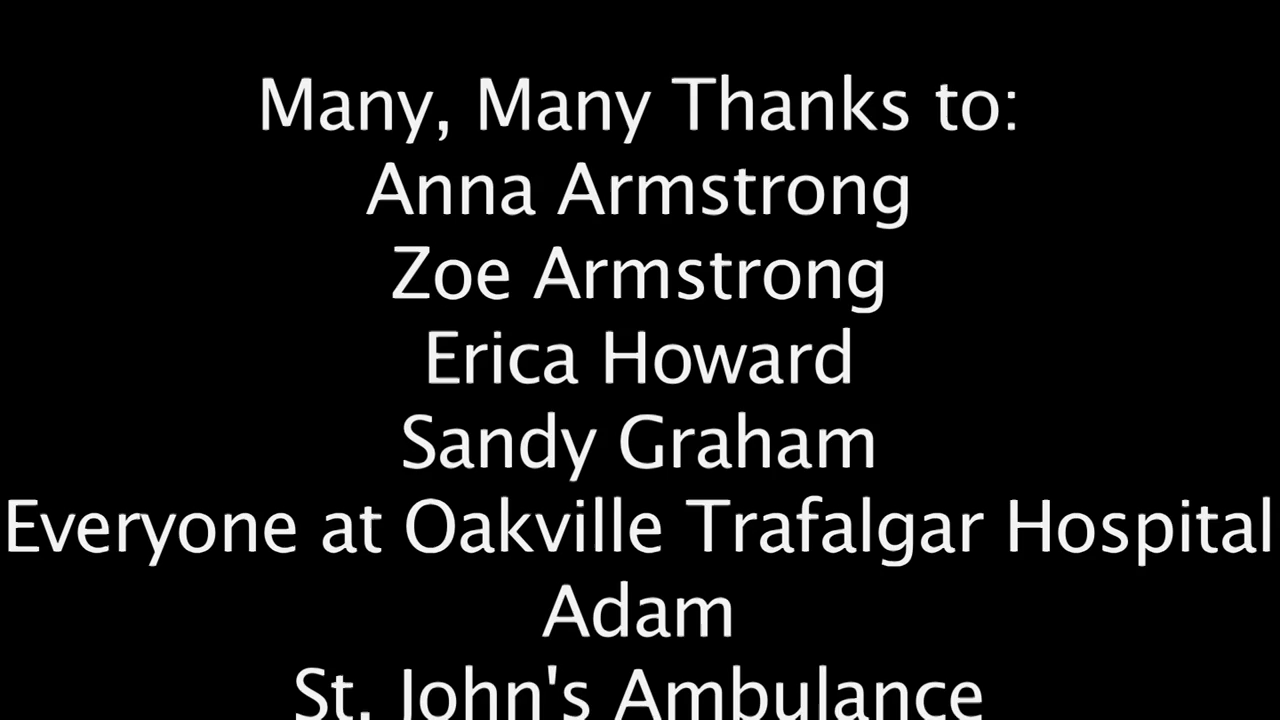 Many, Many Thanks to:
Anna Armstrong
Zoe Armstrong
Erica Howard
Sandy Graham
Everyone at Oakville Trafalgar Hospital
Adam
St. John's Ambulance